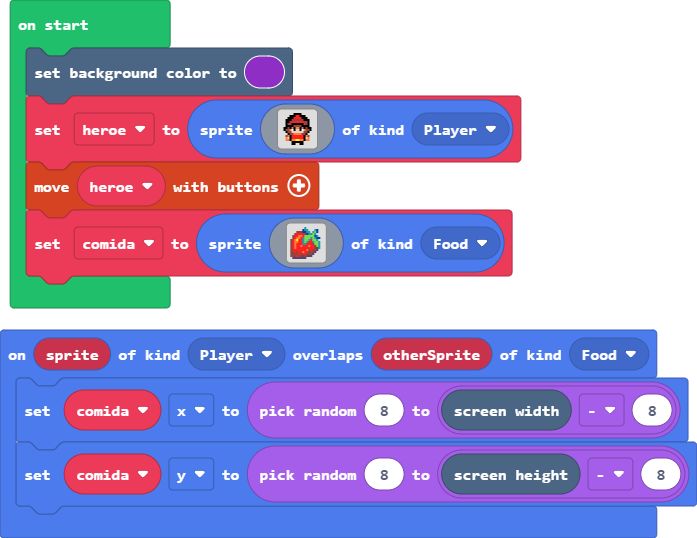 on start
set background color to
set heroe to sprite of kind Player
move heroe with buttons
set comida to sprite of kind Food
on sprite of kind Player overlaps otherSprite of kind Food
set comida x to pick random 8 to screen width - 8
set comida y to pick random 8 to screen height - 8